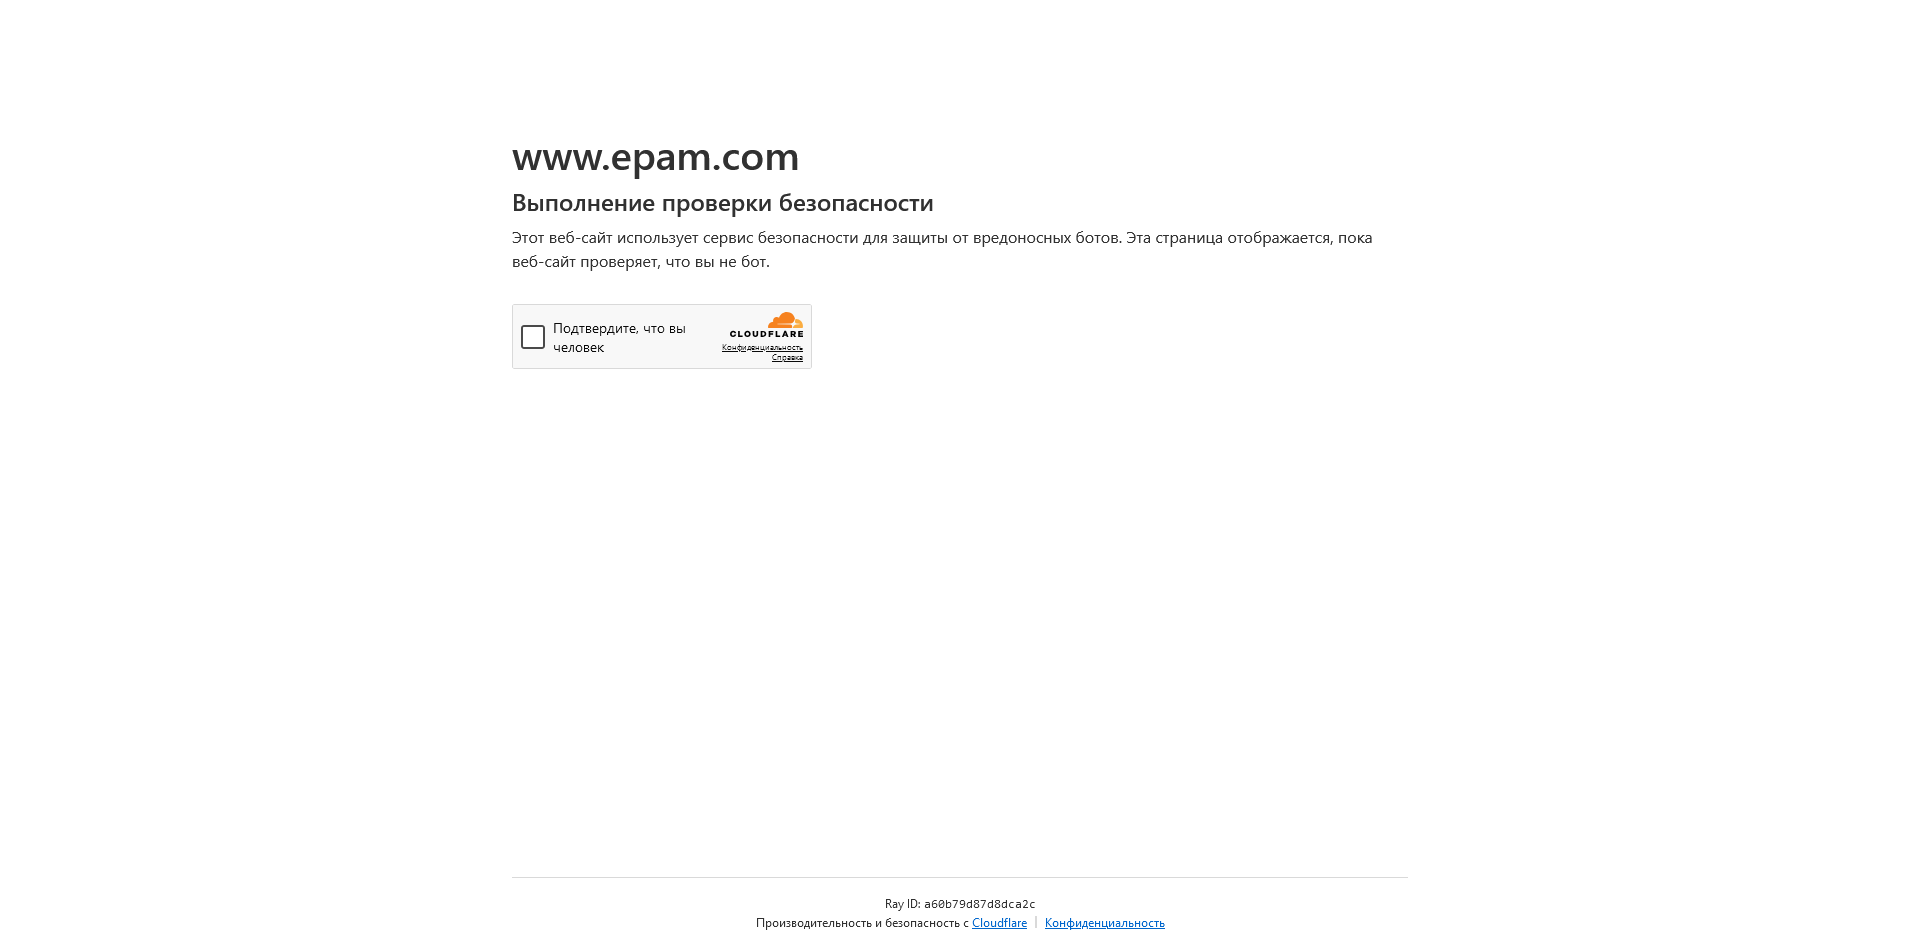 www.epam.com
Выполнение проверки безопасности
Этот веб-сайт использует сервис безопасности для защиты от вредоносных ботов. Эта страница отображается, пока
веб-сайт проверяет, что вы не бот.
Подтвердите, что вы
человек
CLOUDFLARE
Конфиденциальность
Справка
Ray ID: a60b79d87d8dca2c
Производительность и безопасность с Cloudflare | Конфиденциальность